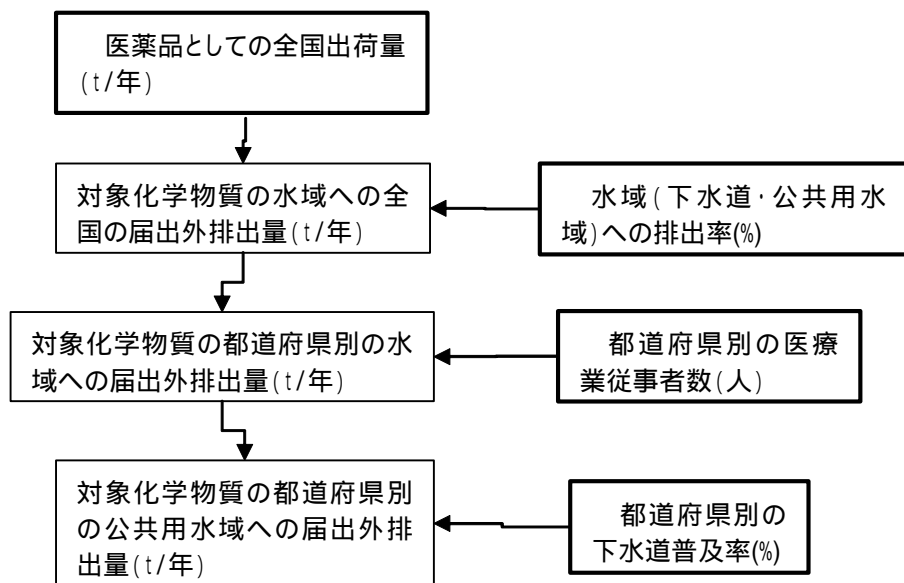 医薬品としての全国出荷量
(t/年)
対象化学物質の水域への全
国の届出外排出量(t/年)
水域(下水道・公共用水
域)への排出率(%)
対象化学物質の都道府県別の水
域への届出外排出量(t/年)
都道府県別の医療
業従事者数(人)
対象化学物質の都道府県別
の公共用水域への届出外排
出量(t/年)
都道府県別の
下水道普及率(%)